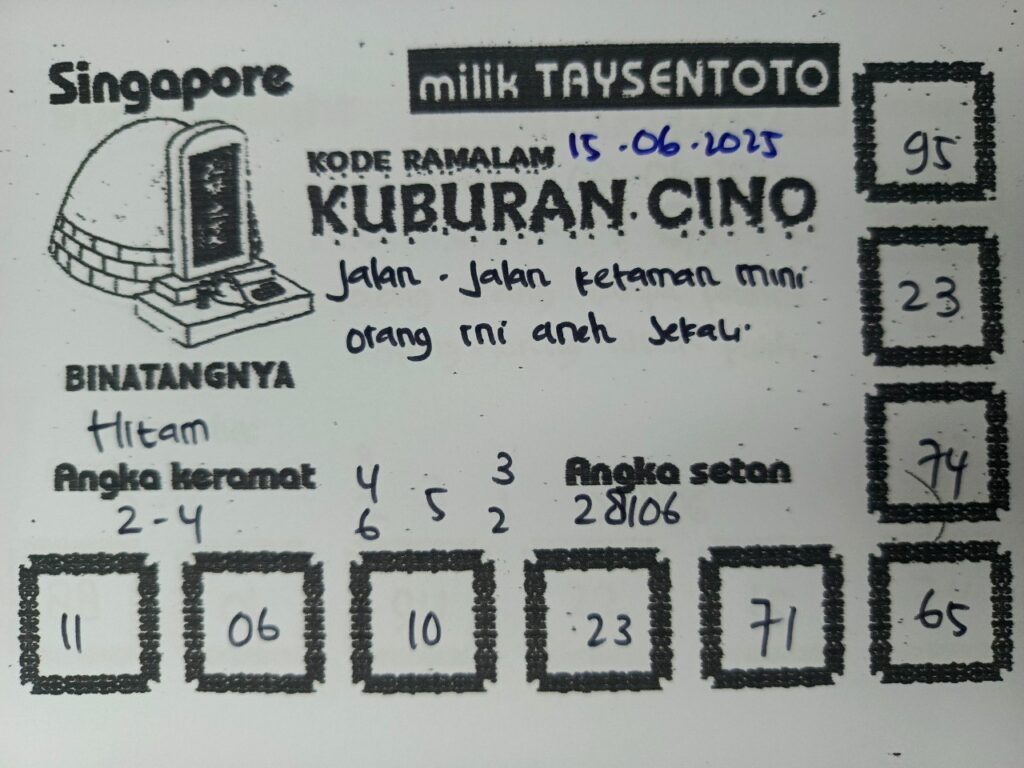 Singapore
milik TAYSENTOTO
KODE RAMALAM 15.06.2025
KUBURAN CINO
Jalan - Jalan ketaman mini
orang ini aneh sekali.
BINATANGNYA
Hitam
Angka keramat
2-4
4 3
5
6 2
Angka setan
28106
95
23
74
65
11 06 10 23 71